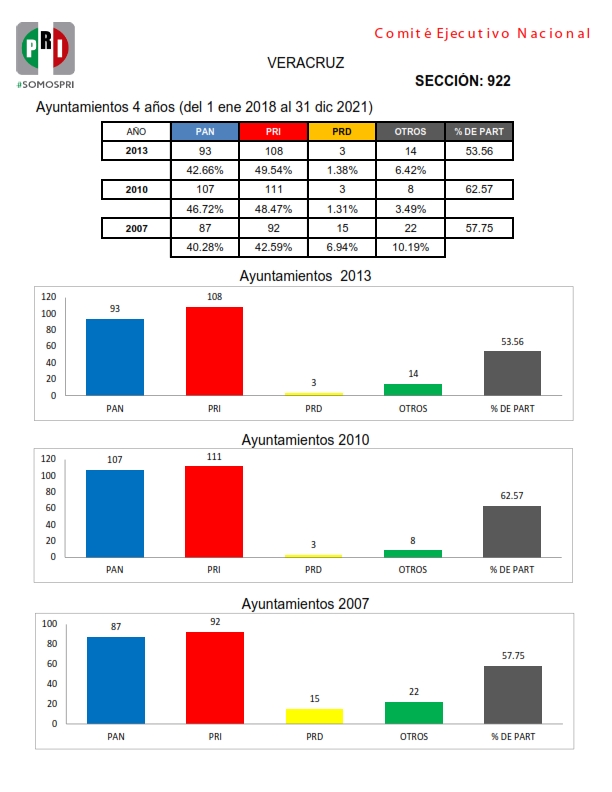 Comité Ejecutivo Nacional
PRI
#SOMOSPRI
VERACRUZ
SECCIÓN: 922
Ayuntamientos 4 años (del 1 ene 2018 al 31 dic 2021)
AÑO PAN PRI PRD OTROS % DE PART
2013 93 108 3 14 53.56
42.66% 49.54% 1.38% 6.42%
2010 107 111 3 8 62.57
46.72% 48.47% 1.31% 3.49%
2007 87 92 15 22 57.75
40.28% 42.59% 6.94% 10.19%
Ayuntamientos 2013
120
100
80
60
40
20
0
93 108 3 14 53.56
PAN PRI PRD OTROS % DE PART
Ayuntamientos 2010
120
100
80
60
40
20
0
107 111 3 8 62.57
PAN PRI PRD OTROS % DE PART
Ayuntamientos 2007
100
80
60
40
20
0
87 92 15 22 57.75
PAN PRI PRD OTROS % DE PART